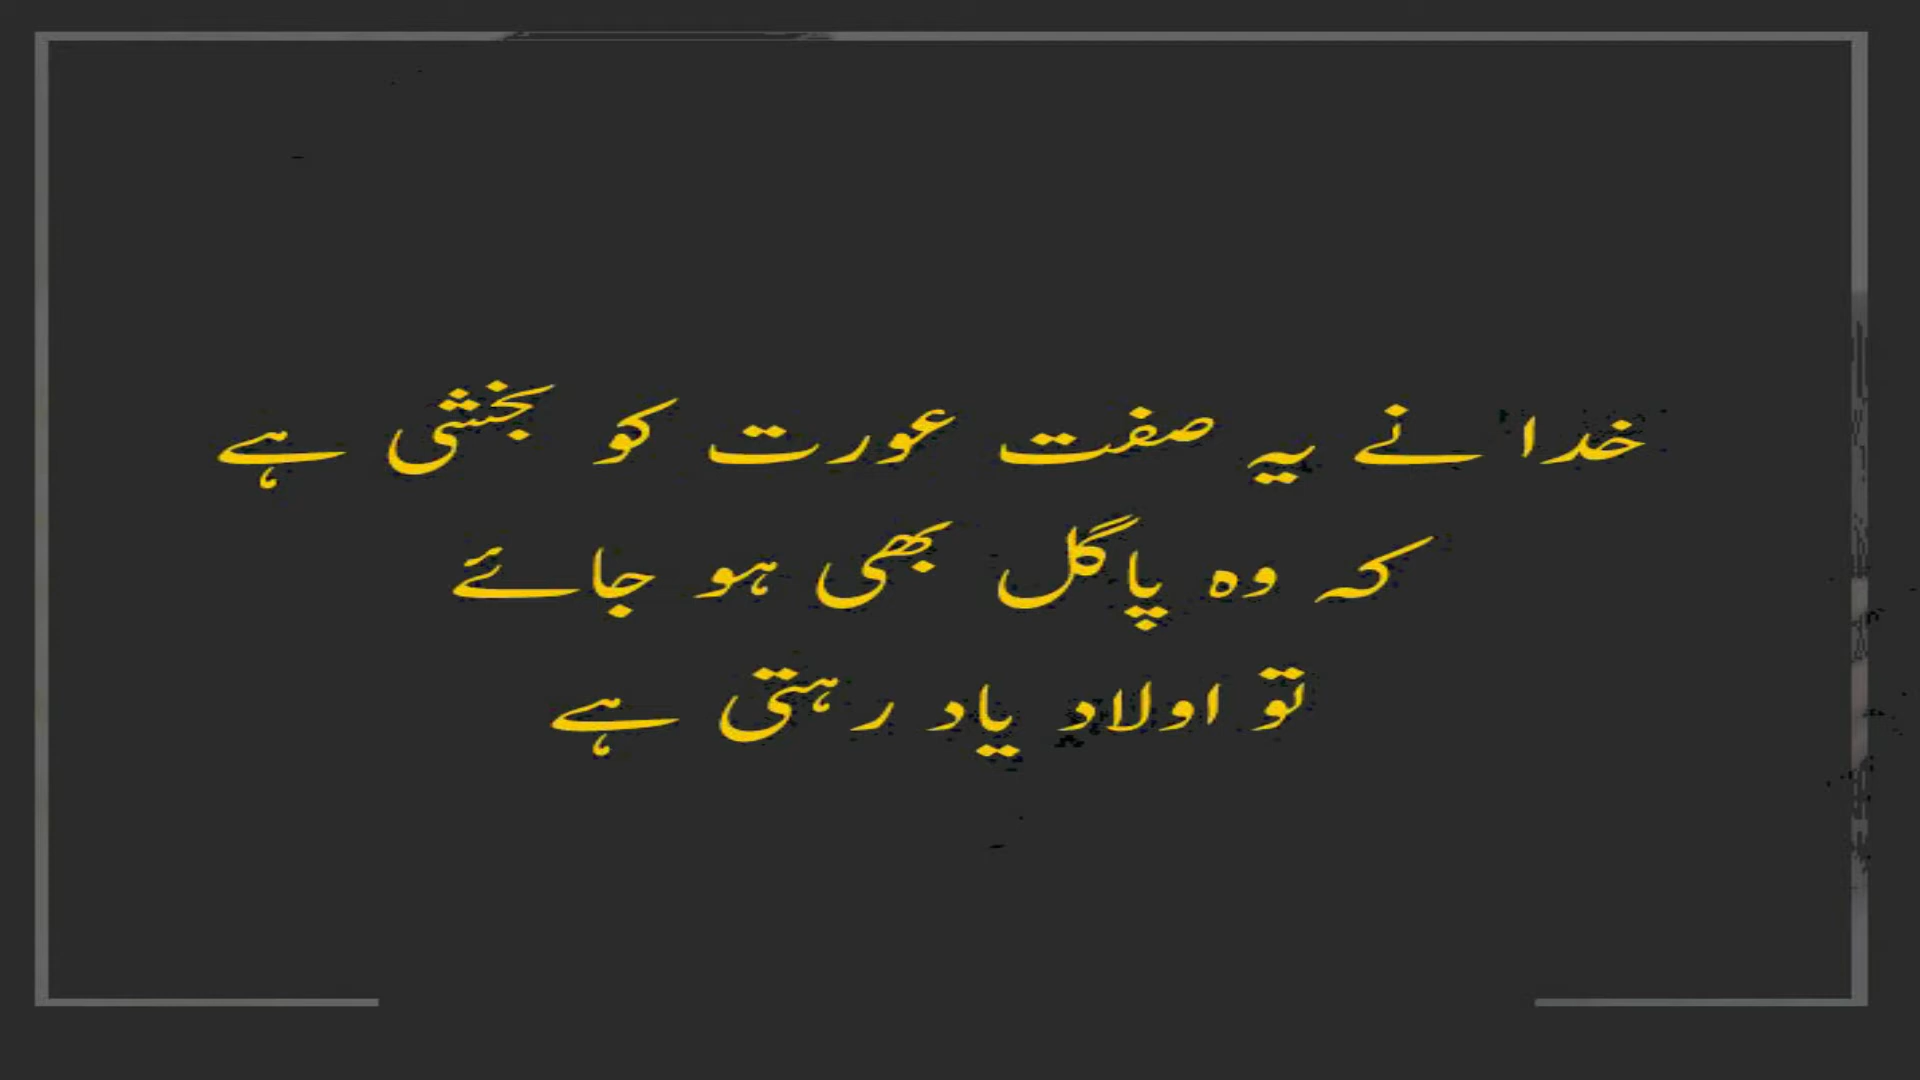 خدا نے یہ صفت عورت کو بخشی ہے
کہ وہ پاگل بھی ہو جائے
تو اولاد یاد رہتی ہے